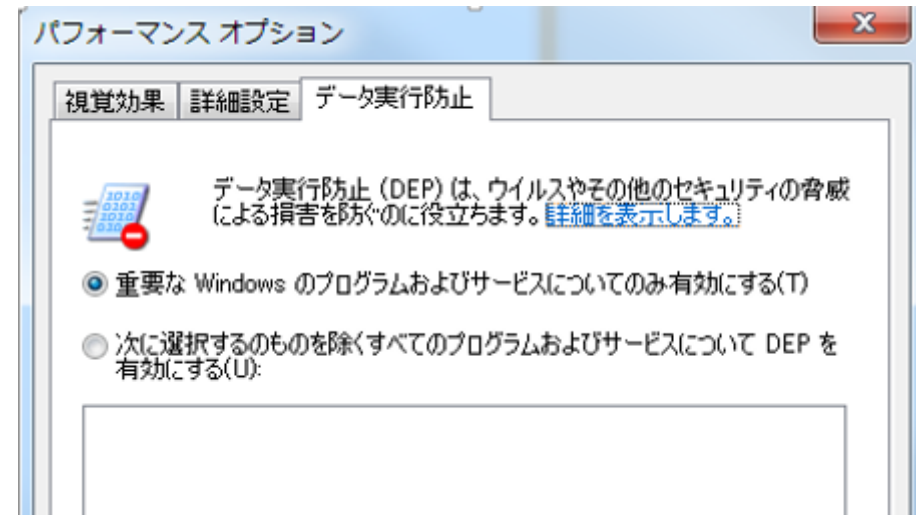 パフォーマンス オプション
視覚効果 詳細設定 データ実行防止
データ実行防止 (DEP) は、ウイルスやその他のセキュリティの脅威
による損害を防ぐのに役立ちます。詳細を表示します。
重要な Windows のプログラムおよびサービスについてのみ有効にする(T)
次に選択するのものを除くすべてのプログラムおよびサービスについて DEP を
有効にする(U):